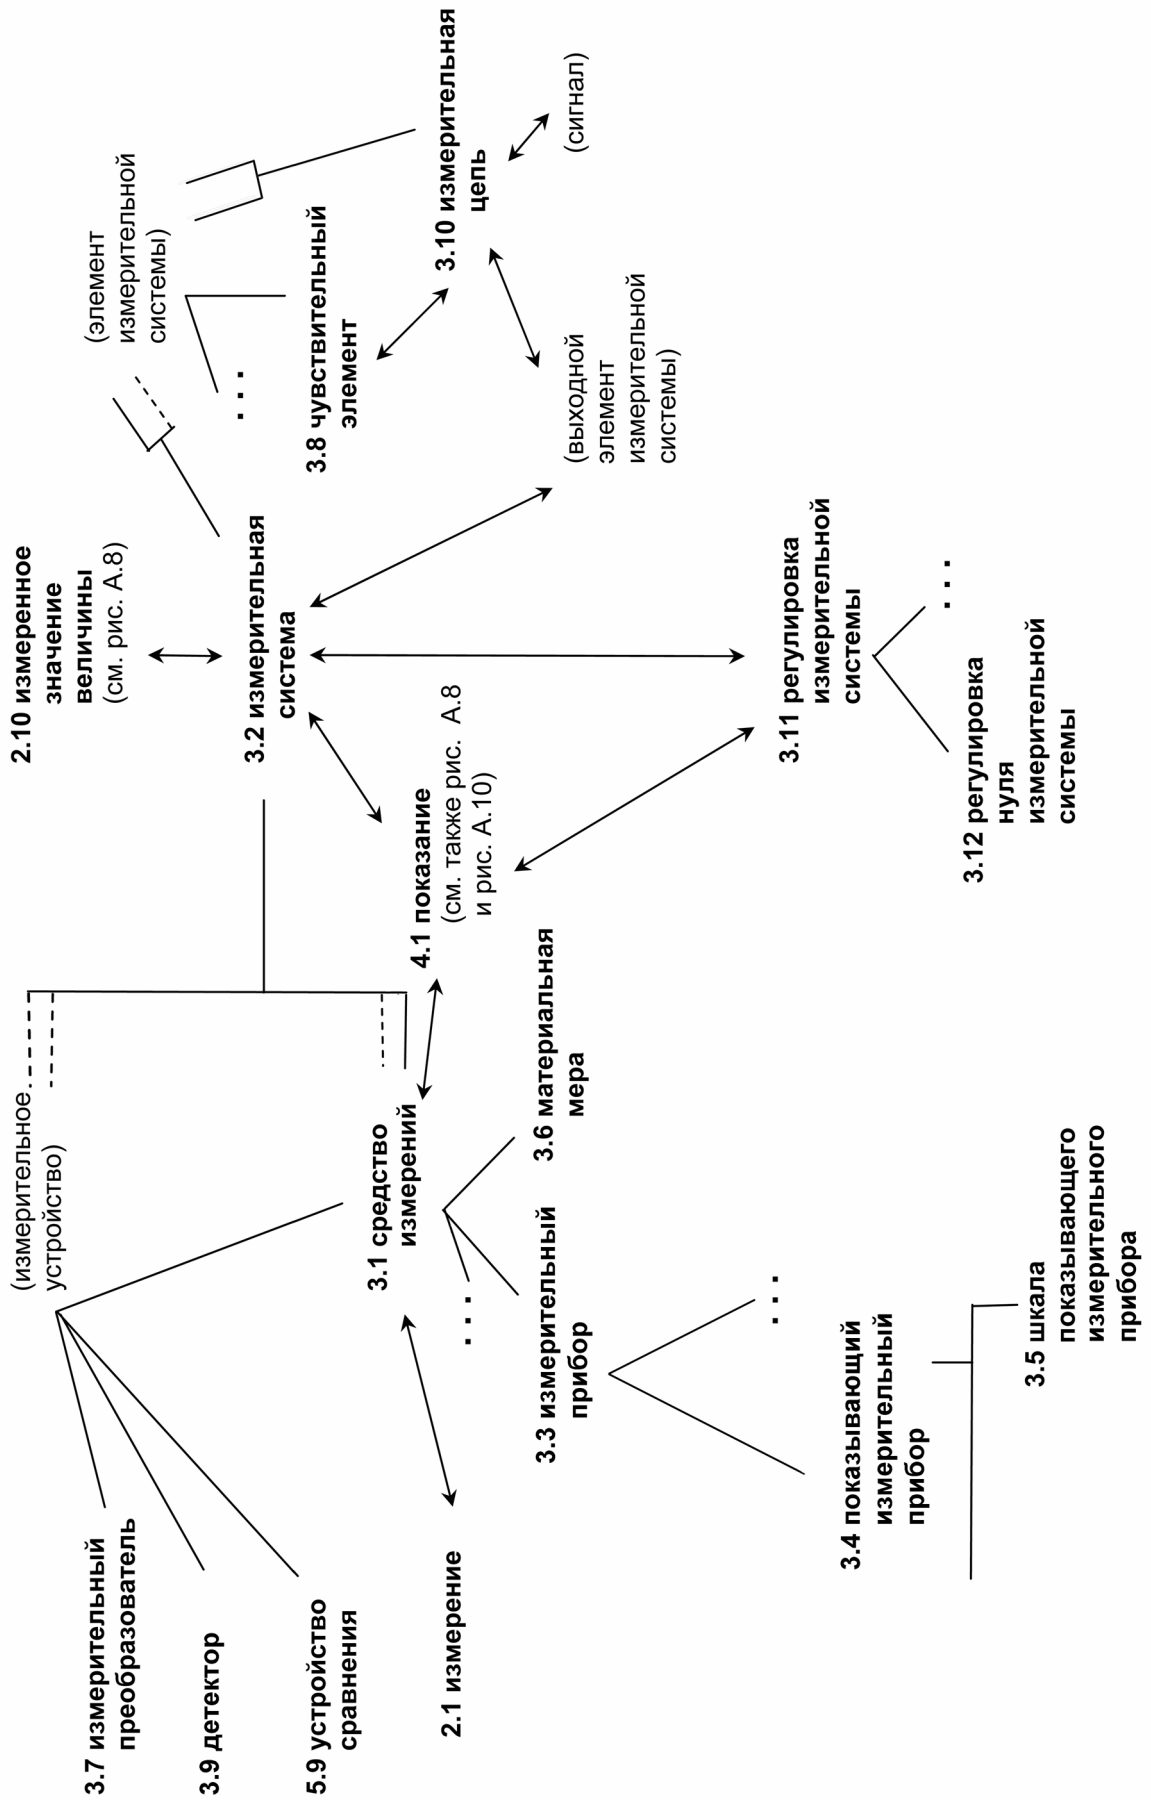 2.10 измеренное
значение
величины
(см. рис. А.8)
(элемент
измерительной
системы)
3.2 измерительная
система
. . .
3.8 чувствительный
элемент
3.10 измерительная
цепь
(сигнал)
(выходной
элемент
измерительной
системы)
(измерительное
устройство)
3.7 измерительный
преобразователь
3.9 детектор
5.9 устройство
сравнения
3.1 средство
измерений
4.1 показание
(см. также рис. А.8
и рис. А.10)
2.1 измерение
. . .
3.3 измерительный
прибор
3.6 материальная
мера
3.11 регулировка
измерительной
системы
. . .
3.12 регулировка
нуля
измерительной
системы
. . .
3.4 показывающий
измерительный
прибор
3.5 шкала
показывающего
измерительного
прибора